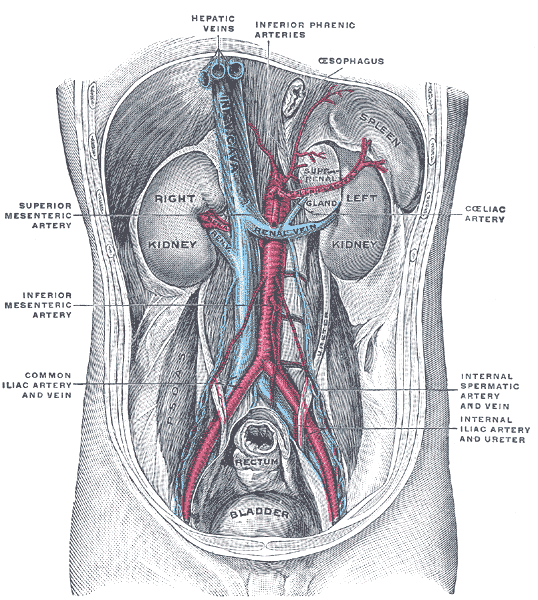 HEPATIC
VEINS
INFERIOR PHRENIC
ARTERIES
ŒSOPHAGUS
SPLEEN
SUPRA
RENAL
GLAND
RIGHT
KIDNEY
LEFT
KIDNEY
SUPERIOR
MESENTERIC
ARTERY
CŒLIAC
ARTERY
RENAL VEIN
INFERIOR
MESENTERIC
ARTERY
URETER
COMMON
ILIAC ARTERY
AND VEIN
PSOAS
INTERNAL
SPERMATIC
ARTERY
AND VEIN
INTERNAL
ILIAC ARTERY
AND URETER
RECTUM
BLADDER